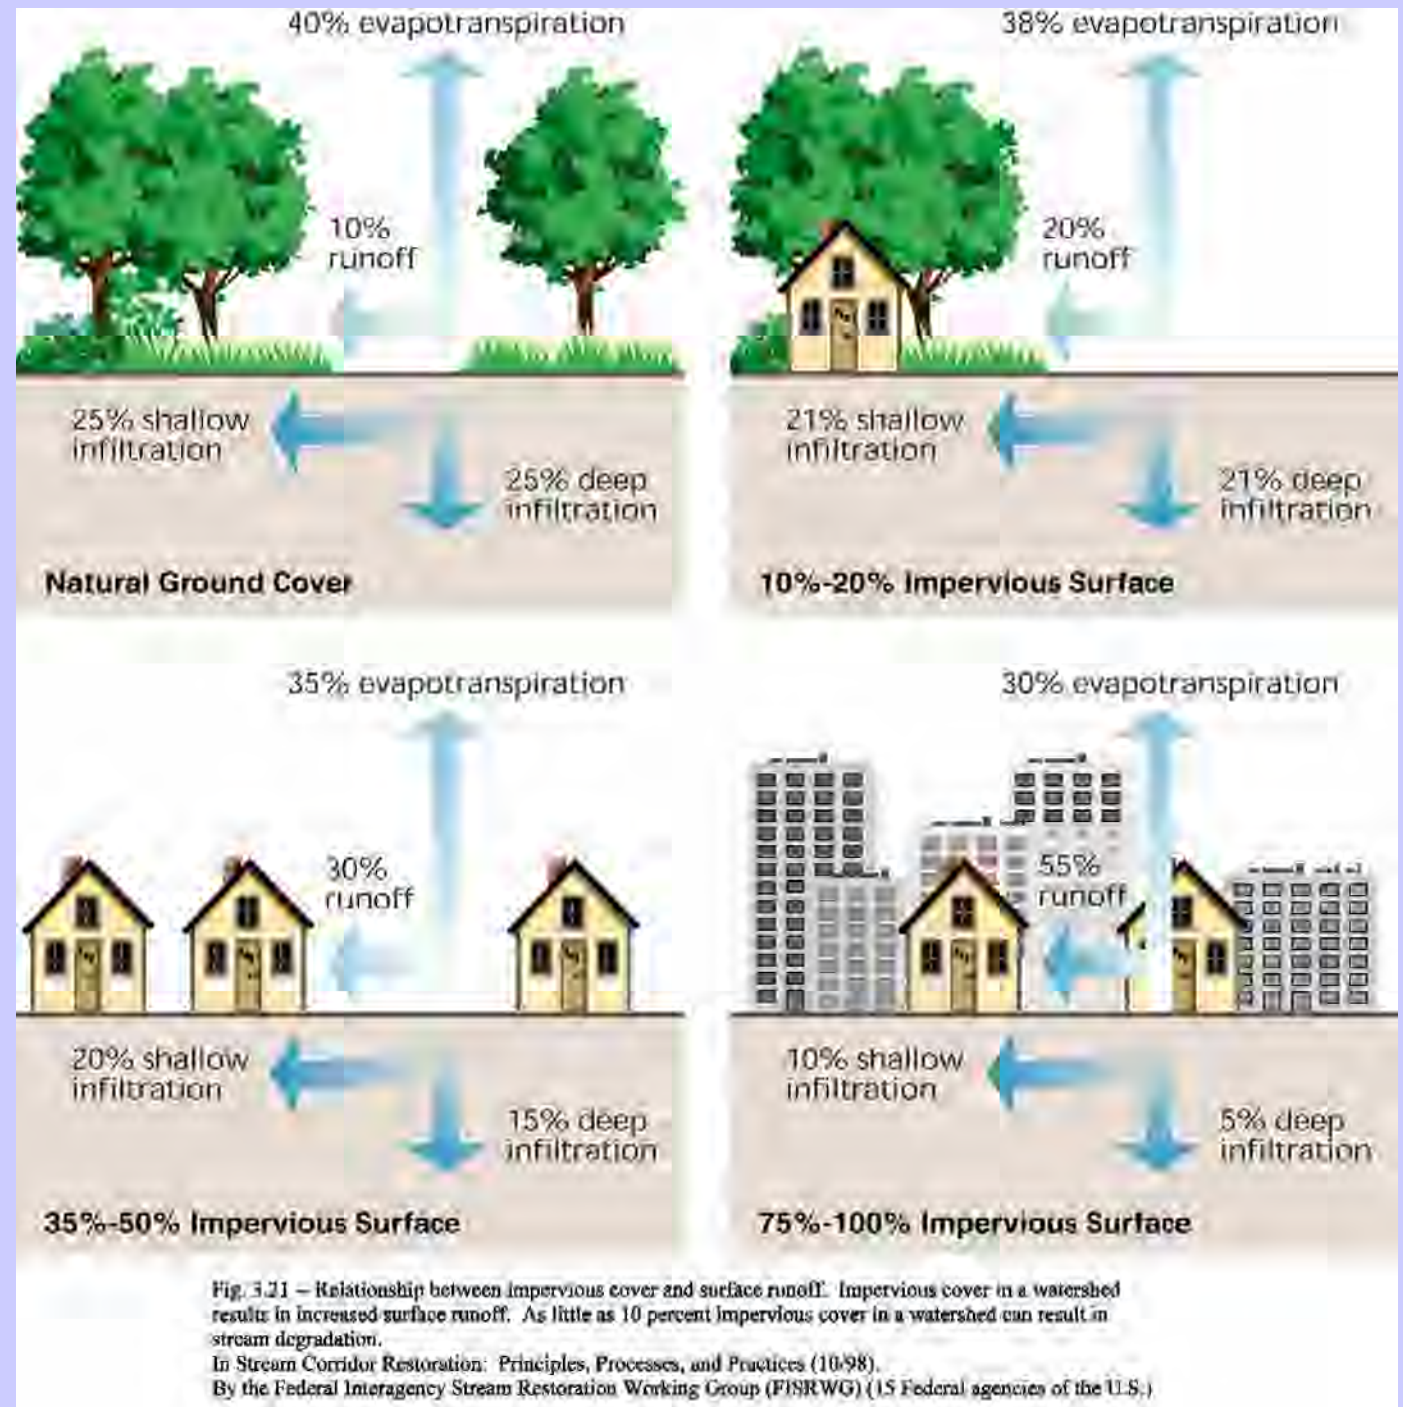 40% evapotranspiration
10%
runoff
25% shallow
infiltration
25% deep
infiltration
Natural Ground Cover
38% evapotranspiration
20%
runoff
21% shallow
infiltration
21% deep
infiltration
10%-20% Impervious Surface
35% evapotranspiration
30%
runoff
20% shallow
infiltration
15% deep
infiltration
35%-50% Impervious Surface
30% evapotranspiration
55%
runoff
10% shallow
infiltration
5% deep
infiltration
75%-100% Impervious Surface
Fig. 3.21 – Relationship between impervious cover and surface runoff. Impervious cover in a watershed
results in increased surface runoff. As little as 10 percent impervious cover in a watershed can result in
stream degradation.
In Stream Corridor Restoration: Principles, Processes, and Practices (10/98).
By the Federal Interagency Stream Restoration Working Group (FISRWG) (15 Federal agencies of the U.S.)